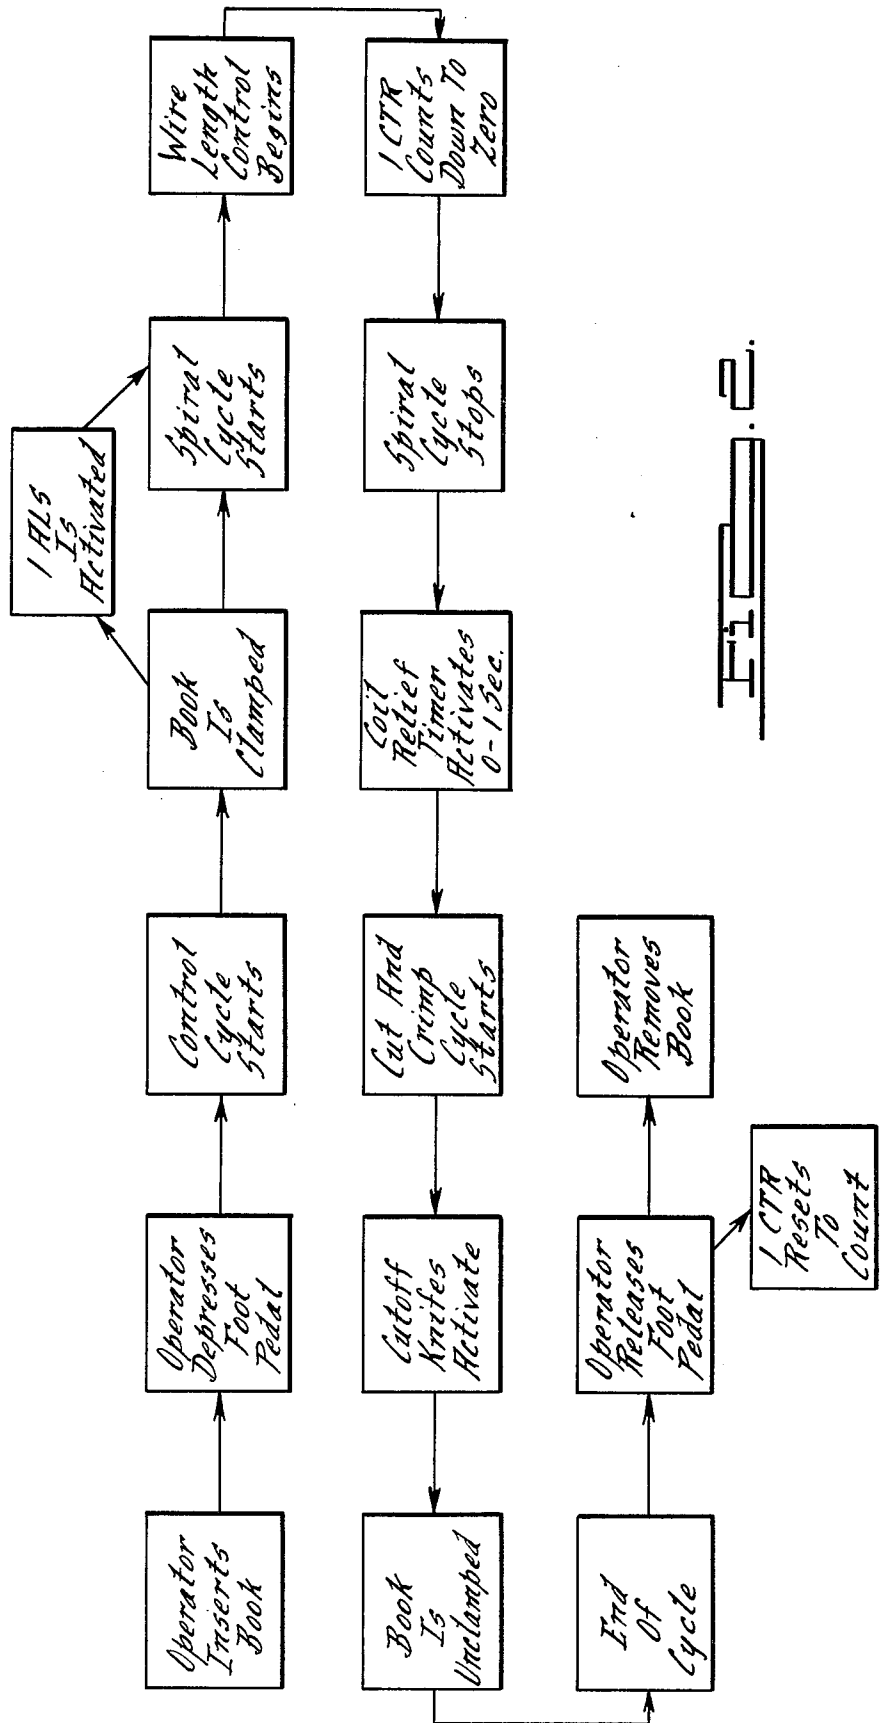 Operator
Inserts
Book
Operator
Depresses
Foot
Pedal
Control
Cycle
Starts
Book
Is
Clamped
1 ALS
Is
Activated
Spiral
Cycle
Starts
Wire
Length
Control
Begins
1 CTR
Counts
Down To
Zero
Spiral
Cycle
Stops
Coil
Relief
Timer
Activates
0-1 Sec.
Cut And
Crimp
Cycle
Starts
Cutoff
Knifes
Activate
Book
Is
Unclamped
End
Of
Cycle
Operator
Releases
Foot
Pedal
1 CTR
Resets
To
Count
Operator
Removes
Book